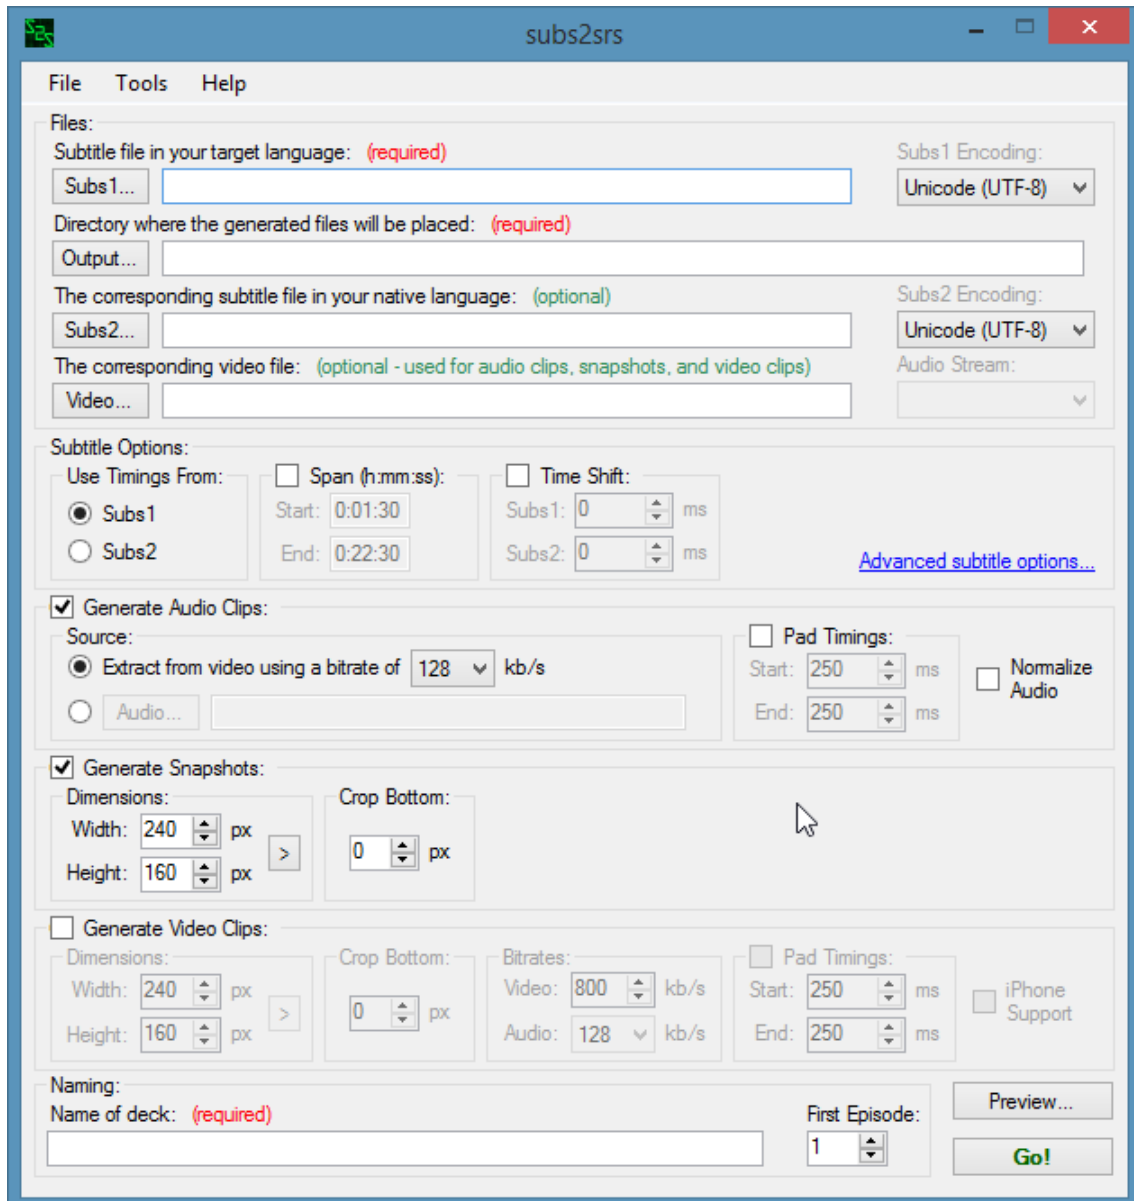 S2S
subs2srs
File Tools Help
Files:
Subtitle file in your target language: (required) Subs1 Encoding:
Subs1... Unicode (UTF-8)
Directory where the generated files will be placed: (required)
Output...
The corresponding subtitle file in your native language: (optional) Subs2 Encoding:
Subs2... Unicode (UTF-8)
The corresponding video file: (optional - used for audio clips, snapshots, and video clips) Audio Stream:
Video...
Subtitle Options:
Use Timings From: Span (h:mm:ss): Time Shift:
Subs1 Start: 0:01:30 Subs1: 0 ms
Subs2 End: 0:22:30 Subs2: 0 ms
Advanced subtitle options...
Generate Audio Clips:
Source: Pad Timings:
Extract from video using a bitrate of 128 kb/s Start: 250 ms Normalize Audio
Audio... End: 250 ms
Generate Snapshots:
Dimensions: Crop Bottom:
Width: 240 px
> 0 px
Height: 160 px
Generate Video Clips:
Dimensions: Crop Bottom: Bitrates: Pad Timings:
Width: 240 px > 0 px Video: 800 kb/s Start: 250 ms iPhone Support
Height: 160 px Audio: 128 kb/s End: 250 ms
Naming:
Name of deck: (required) First Episode: Preview...
1 Go!